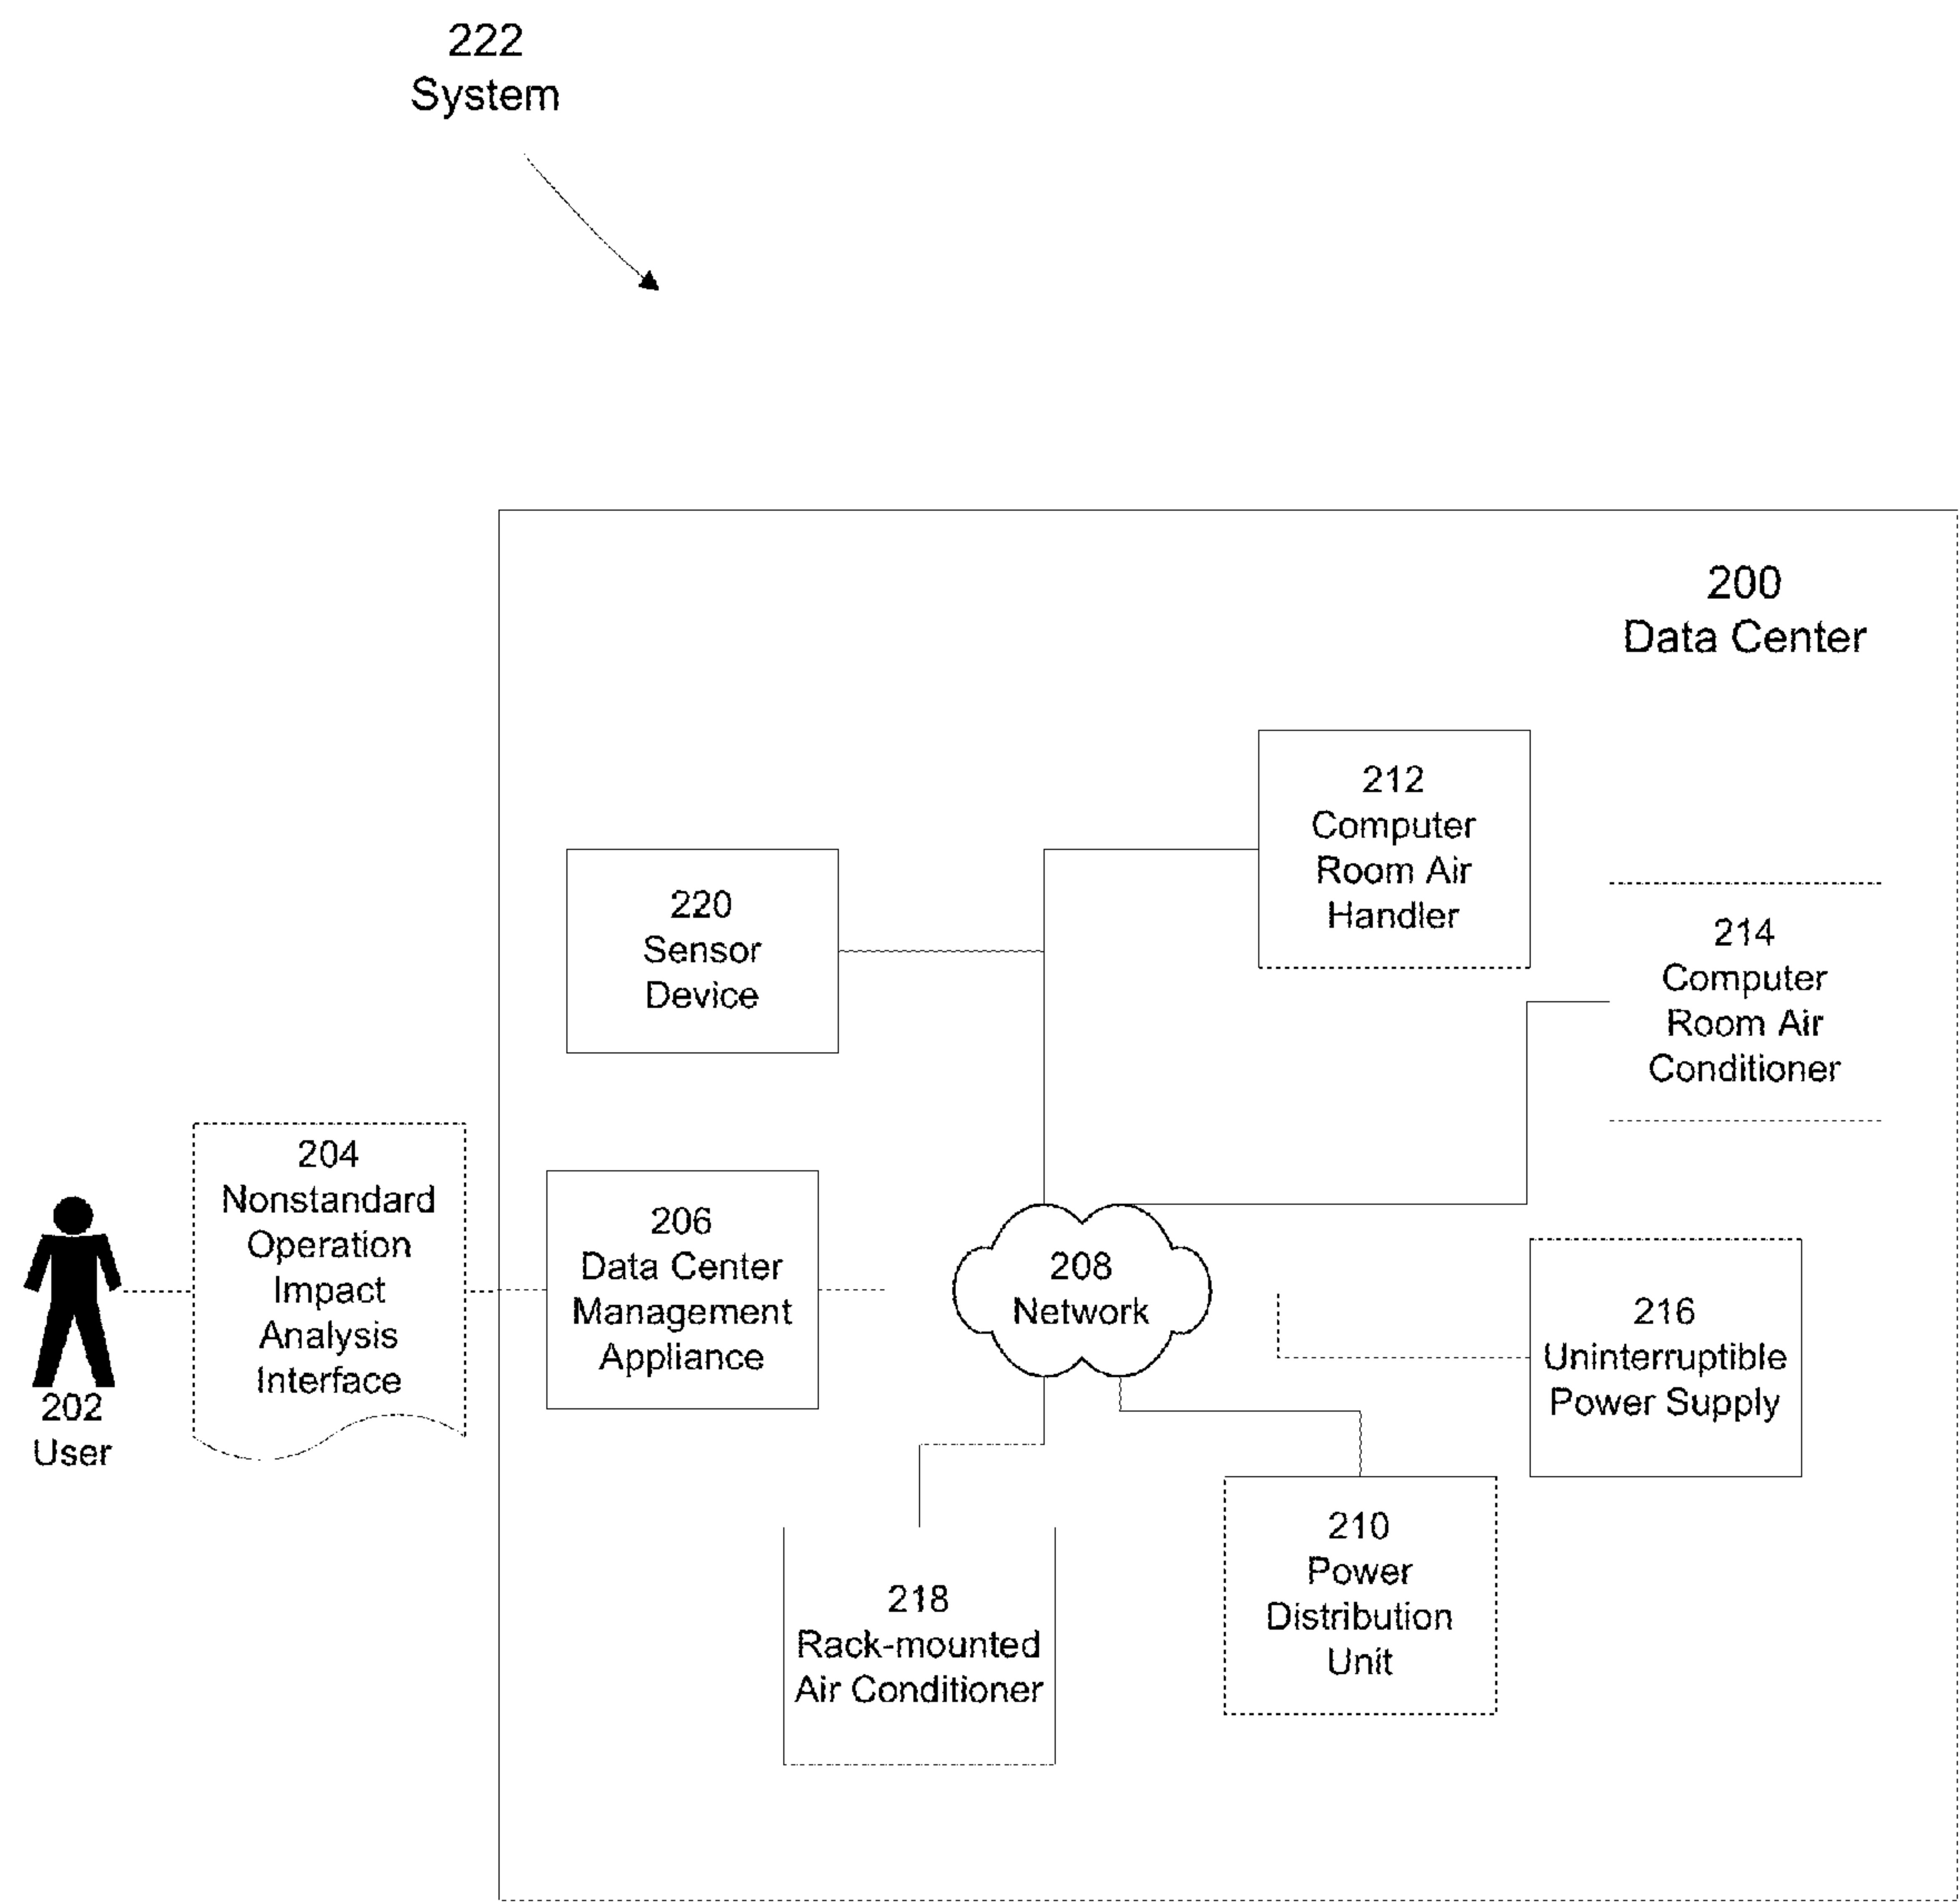 222
System
200
Data Center
212
Computer
Room Air
Handler
220
Sensor
Device
214
Computer
Room Air
Conditioner
204
Nonstandard
Operation
Impact
Analysis
Interface
206
Data Center
Management
Appliance
208
Network
216
Uninterruptible
Power Supply
202
User
210
Power
Distribution
Unit
218
Rack-mounted
Air Conditioner